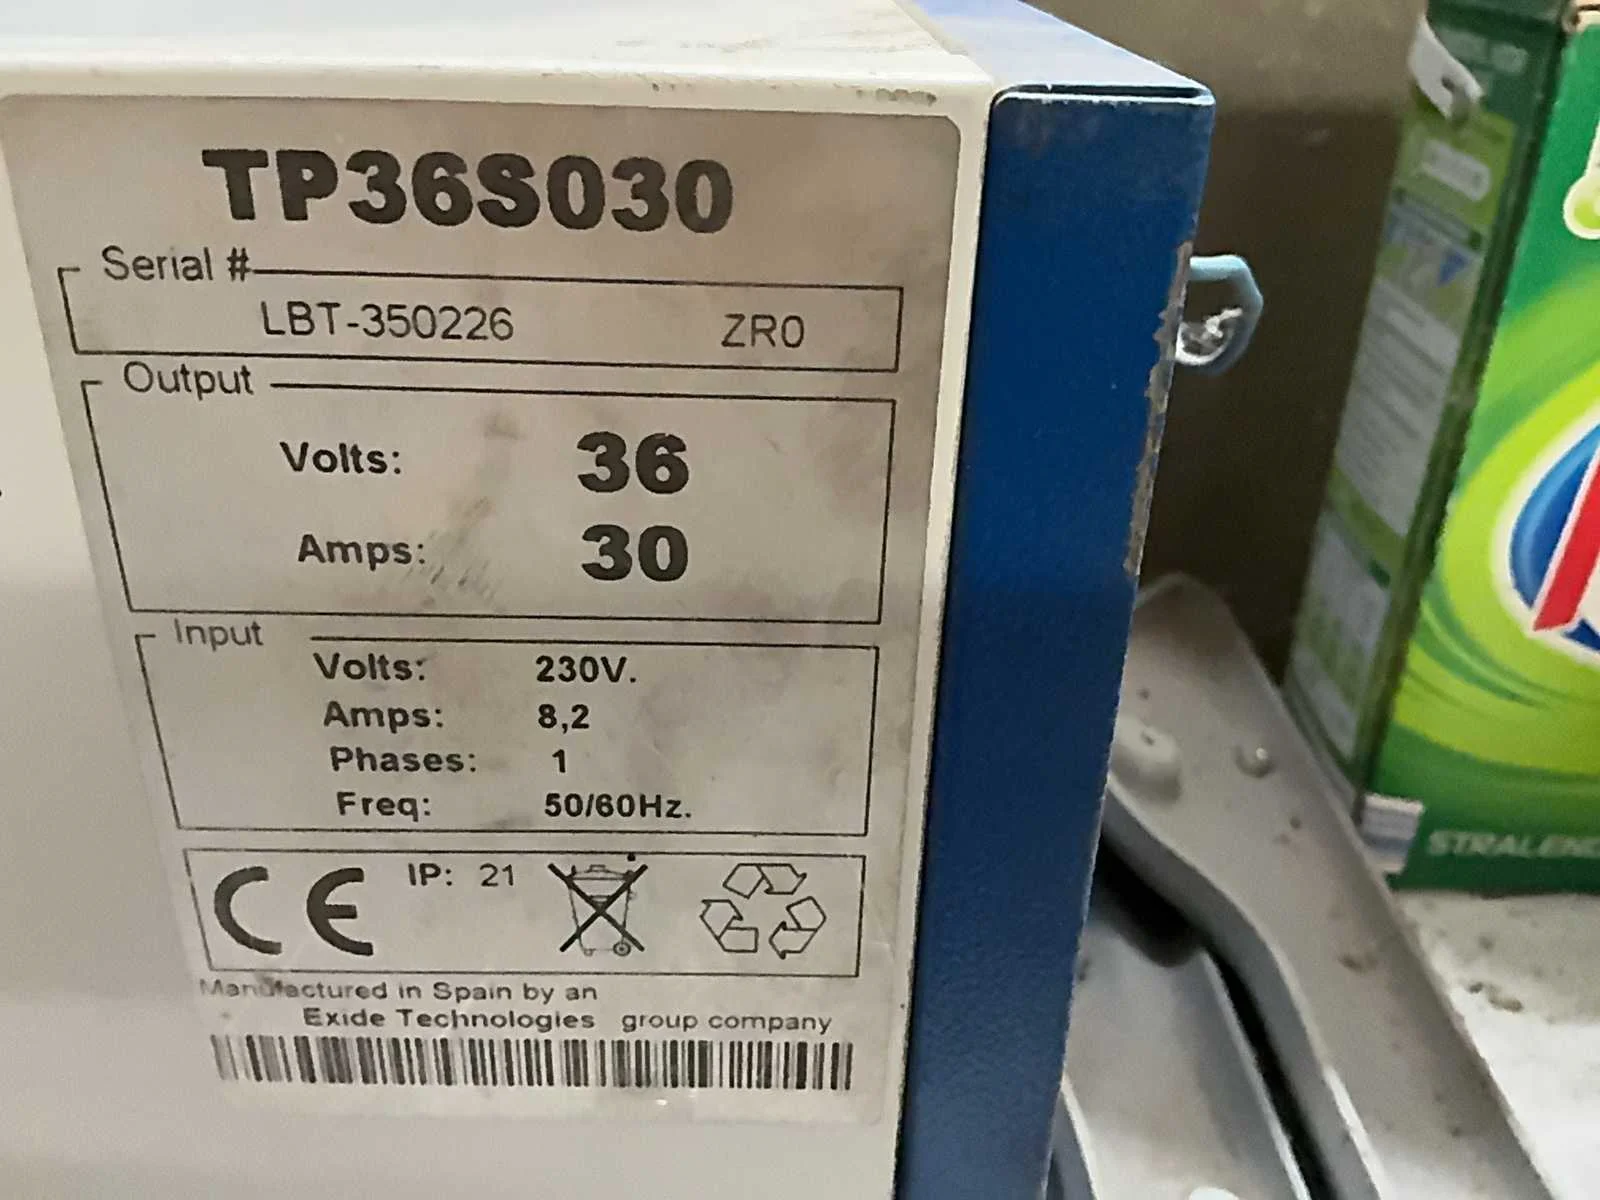 TP36S030
Serial #
LBT-350226 ZR0
Output
Volts: 36
Amps: 30
Input
Volts: 230V.
Amps: 8,2
Phases: 1
Freq: 50/60Hz.
CE IP: 21
Manufactured in Spain by an
Exide Technologies group company